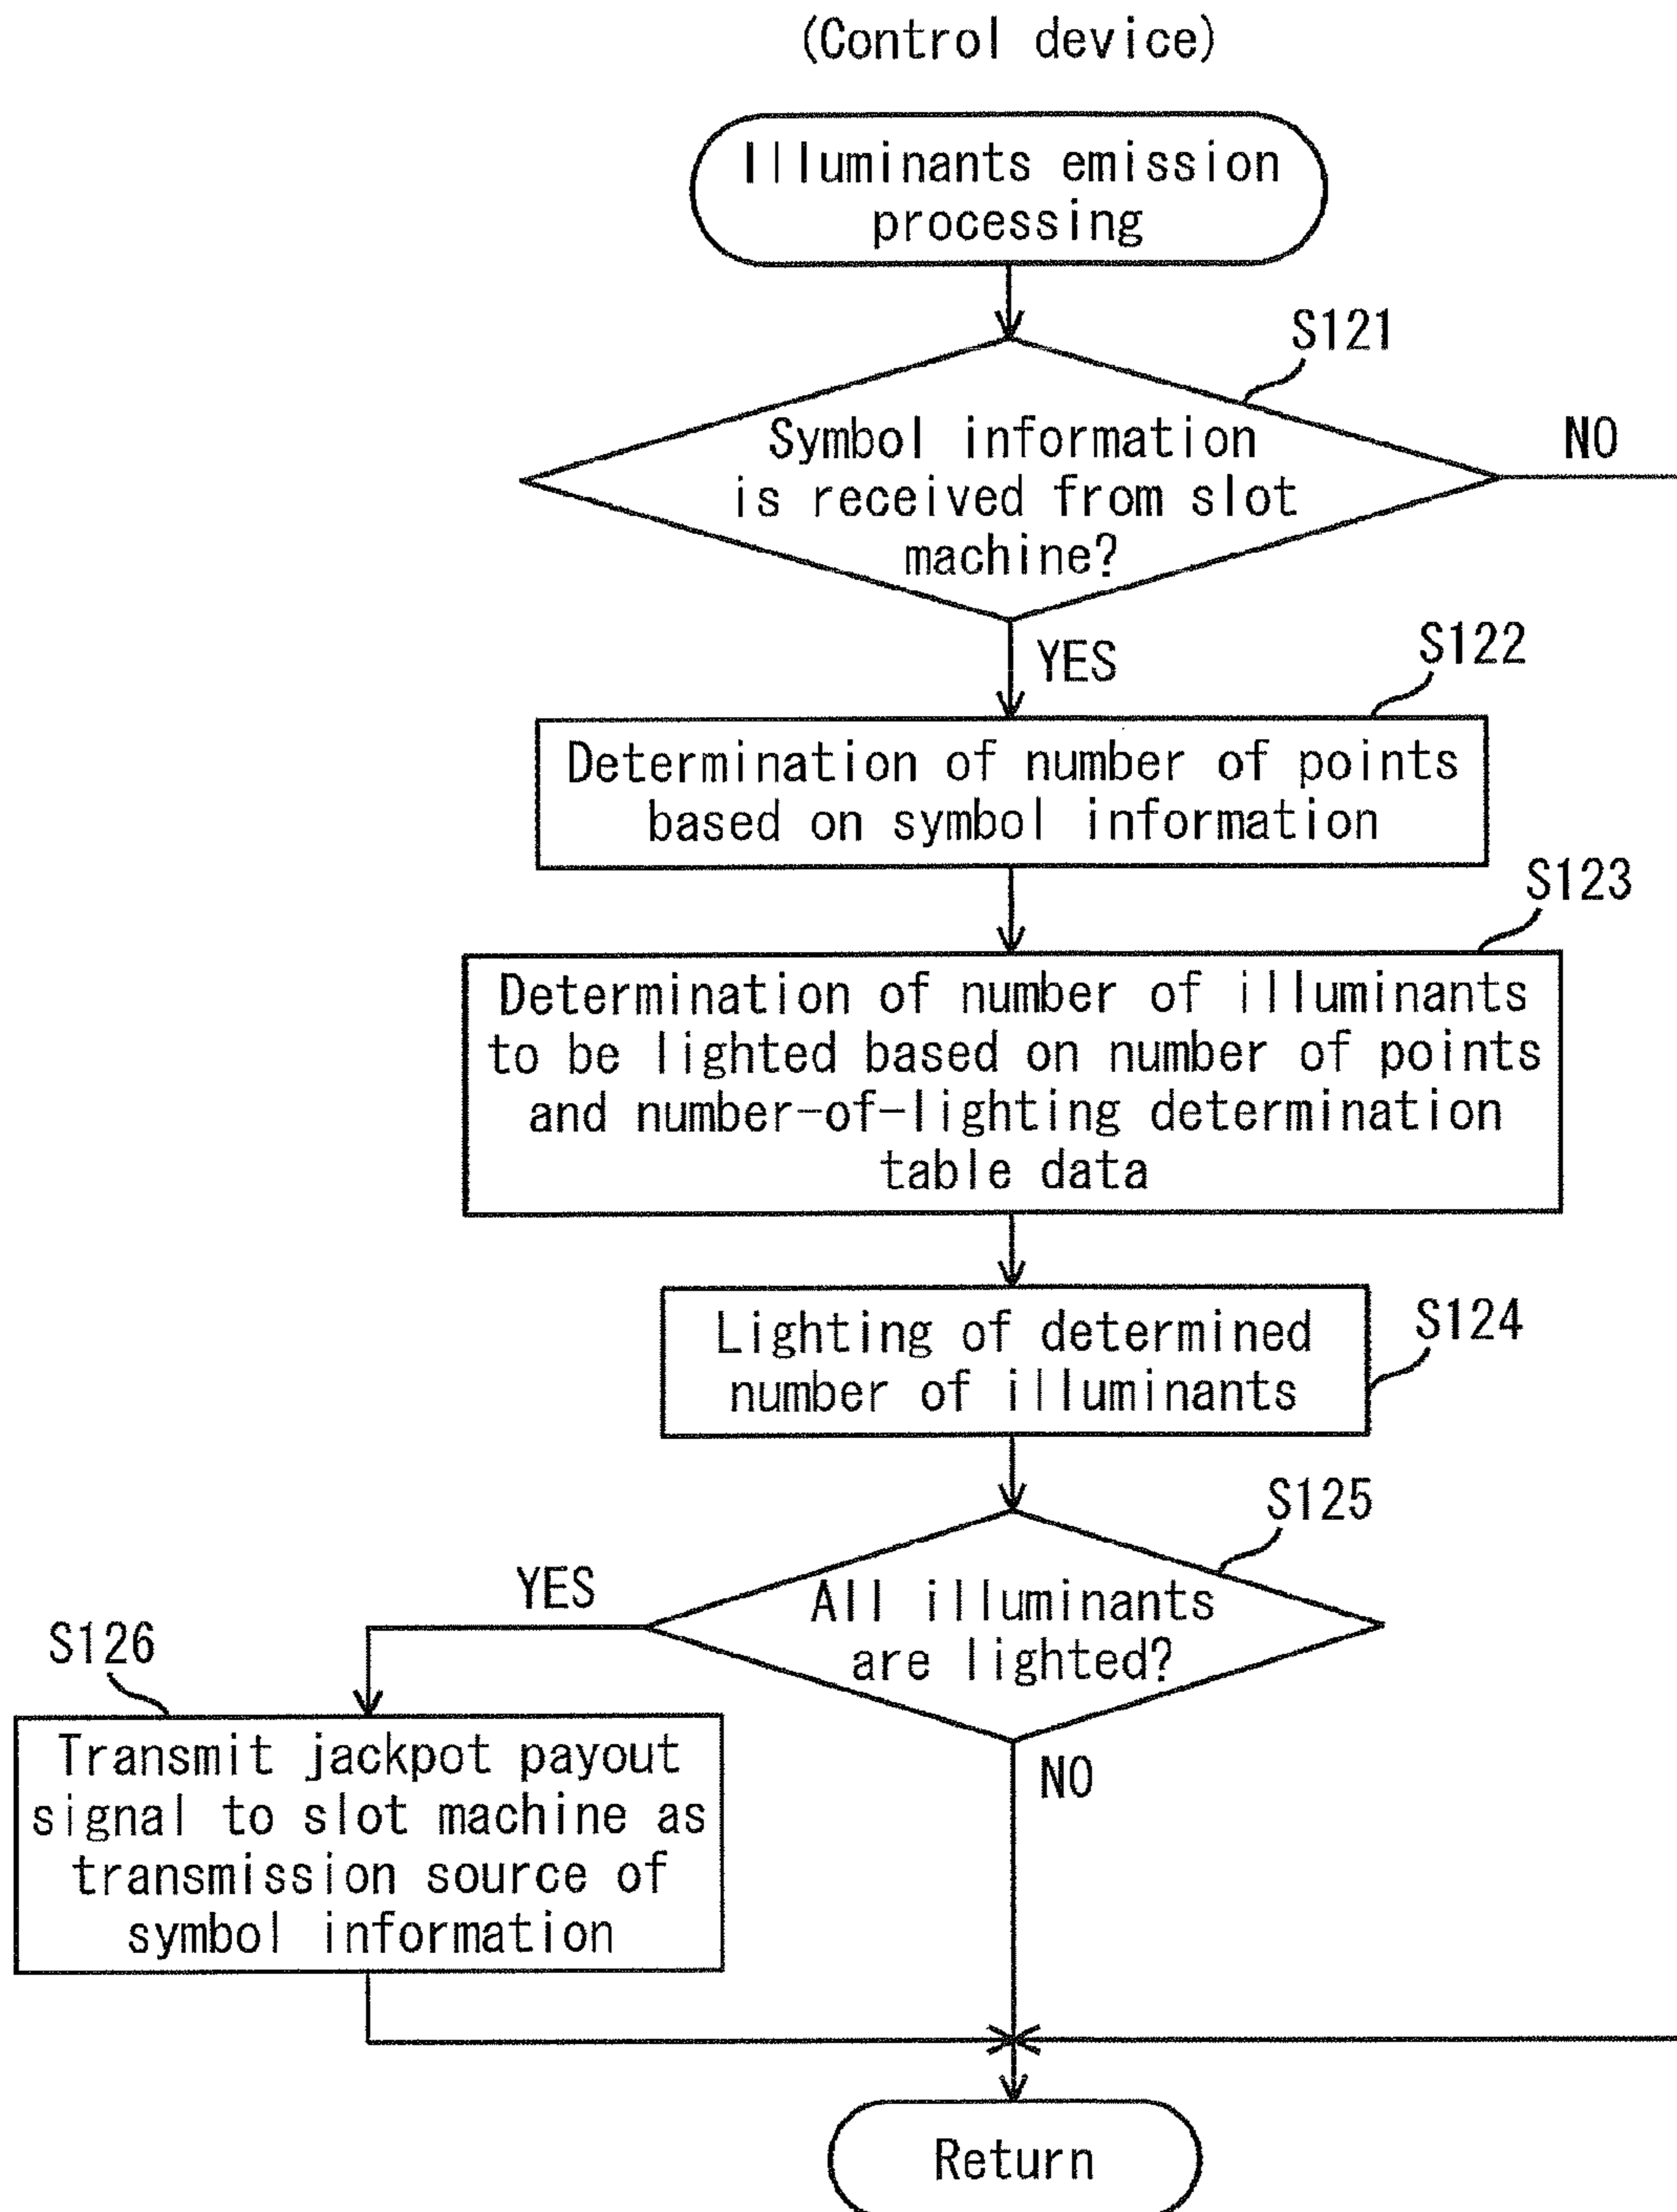 (Control device)
Illuminants emission
processing
S121
Symbol information
is received from slot
machine?
NO
YES
S122
Determination of number of points
based on symbol information
S123
Determination of number of illuminants
to be lighted based on number of points
and number-of-lighting determination
table data
Lighting of determined
number of illuminants
S124
S125
YES
All illuminants
are lighted?
S126
Transmit jackpot payout
signal to slot machine as
transmission source of
symbol information
NO
Return